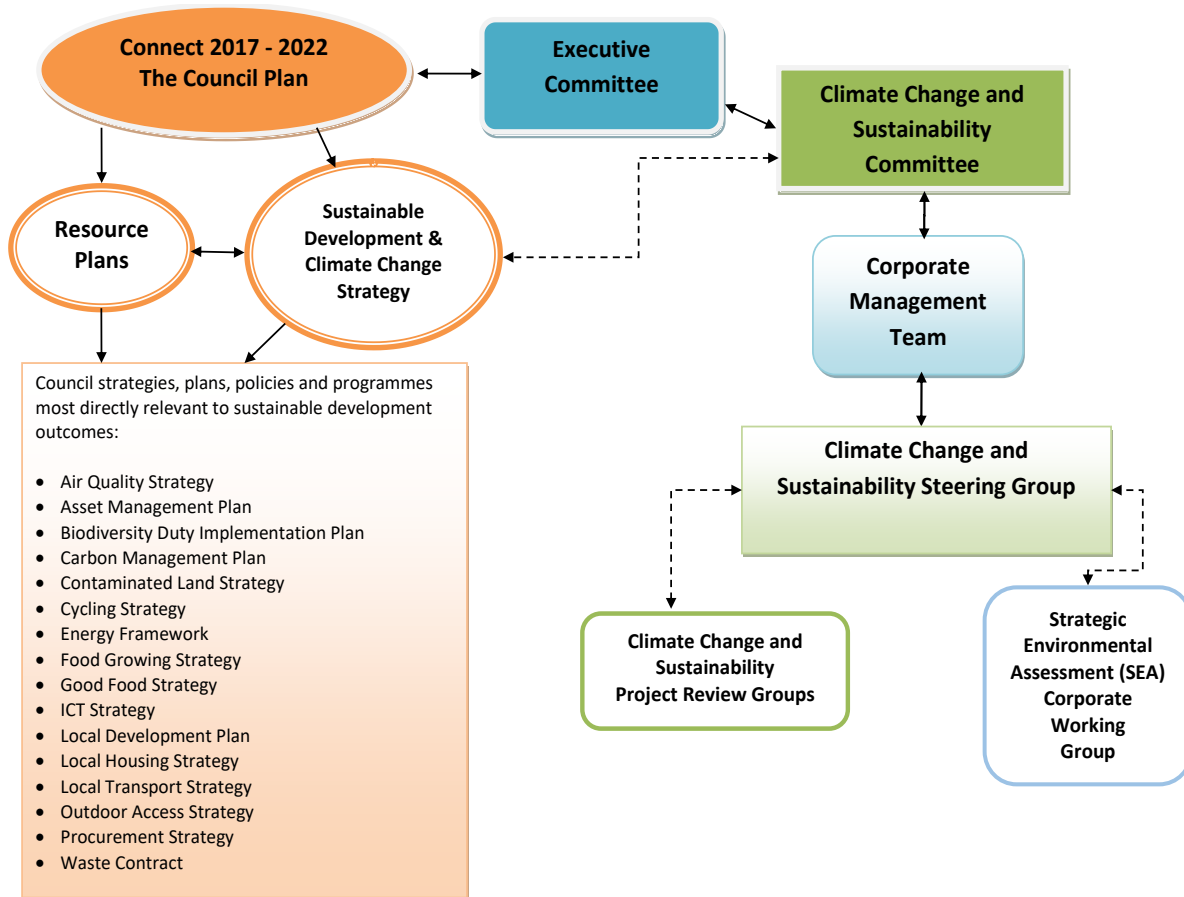 Connect 2017 - 2022
The Council Plan
Executive
Committee
Climate Change and
Sustainability
Committee
Resource
Plans
Sustainable
Development &
Climate Change
Strategy
Corporate
Management
Team
Council strategies, plans, policies and programmes
most directly relevant to sustainable development
outcomes:
• Air Quality Strategy
• Asset Management Plan
• Biodiversity Duty Implementation Plan
• Carbon Management Plan
• Contaminated Land Strategy
• Cycling Strategy
• Energy Framework
• Food Growing Strategy
• Good Food Strategy
• ICT Strategy
• Local Development Plan
• Local Housing Strategy
• Local Transport Strategy
• Outdoor Access Strategy
• Procurement Strategy
• Waste Contract
Climate Change and
Sustainability Steering Group
Climate Change and
Sustainability
Project Review Groups
Strategic
Environmental
Assessment (SEA)
Corporate
Working
Group